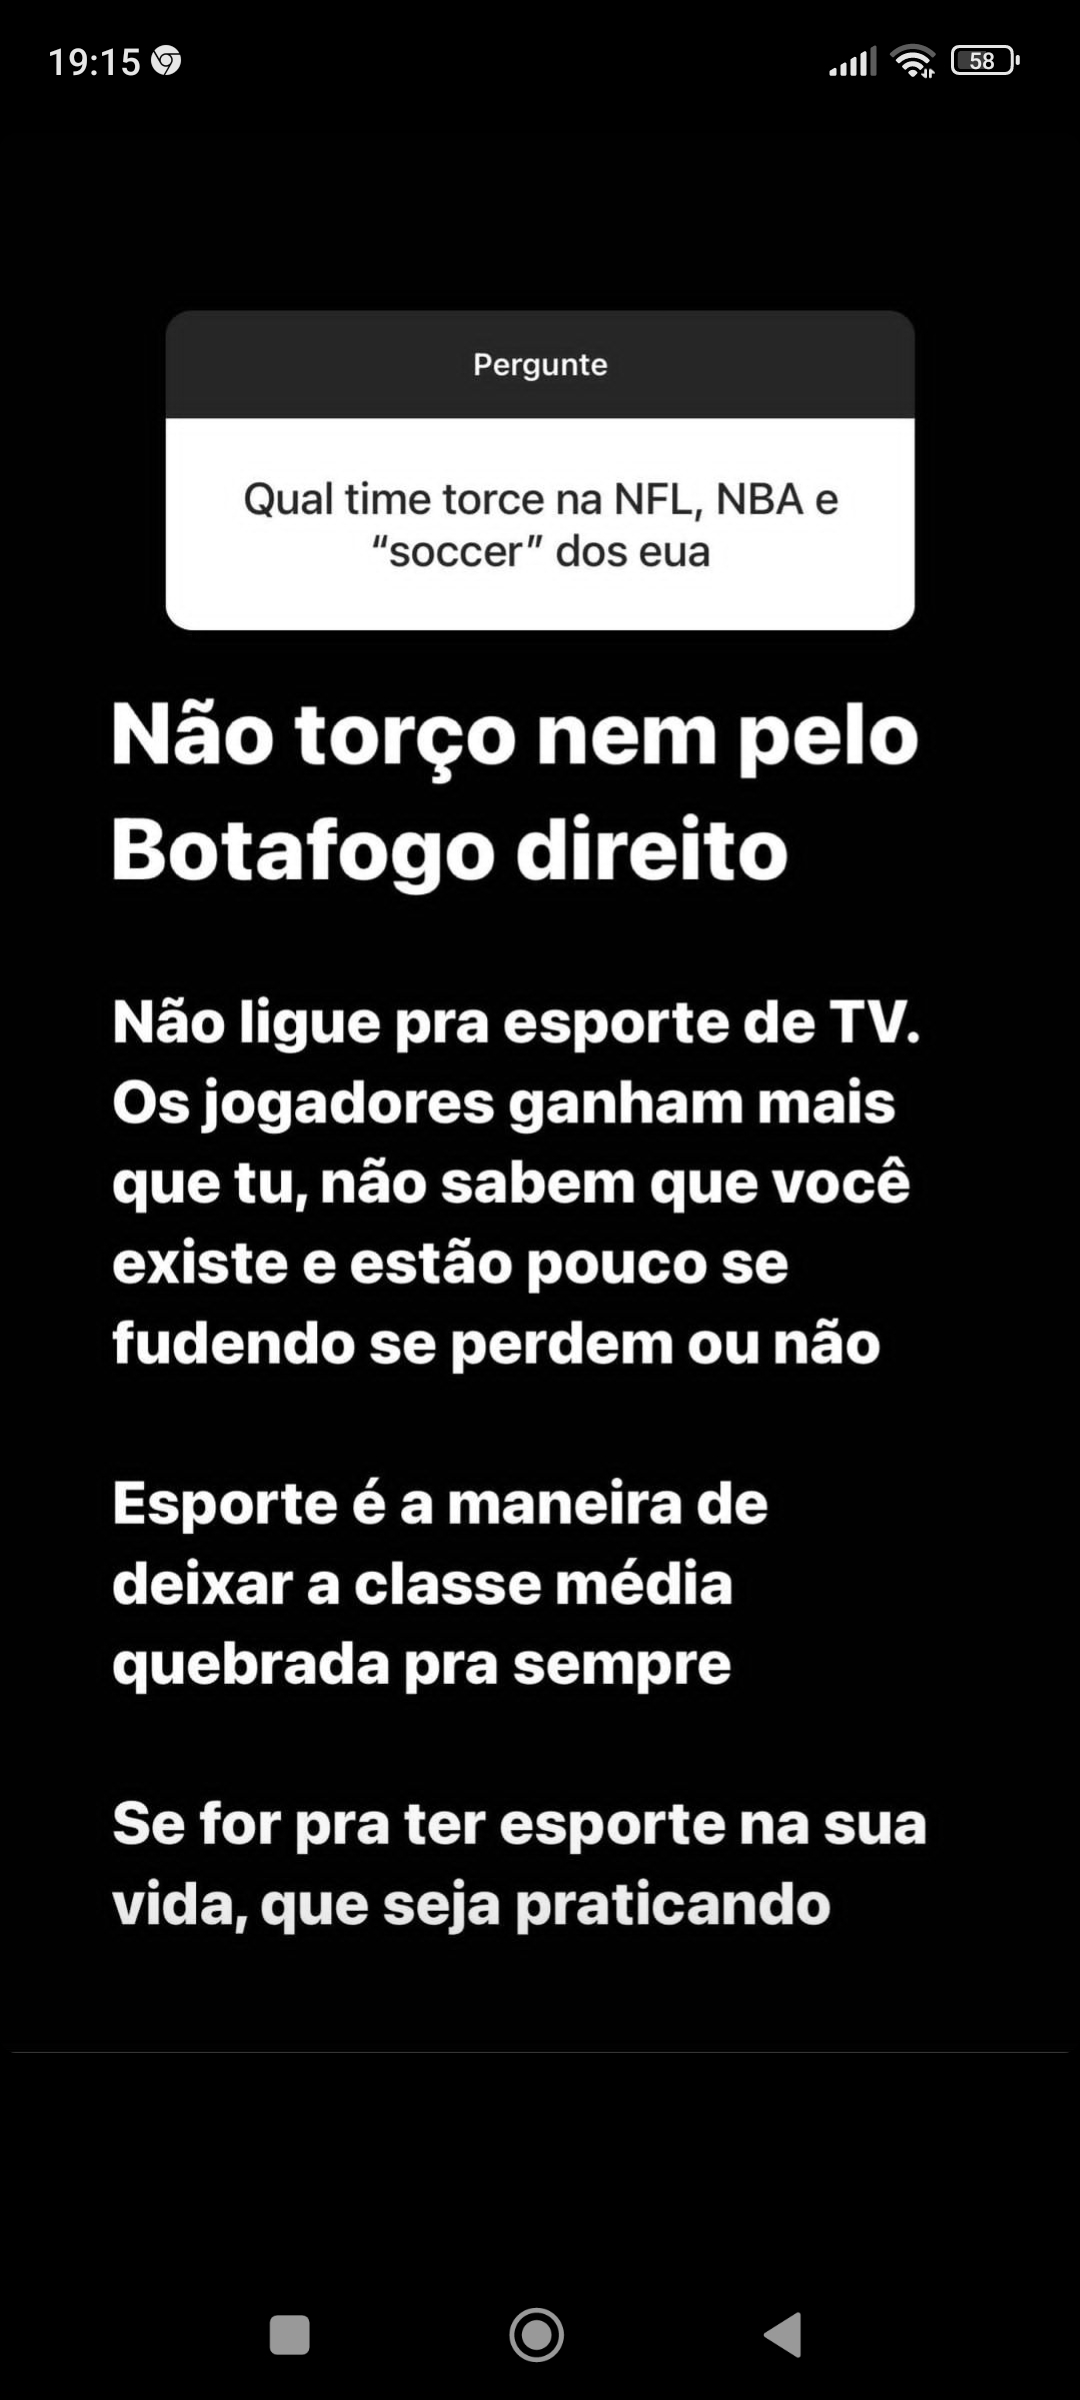 19:15
58
Pergunte
Qual time torce na NFL, NBA e
“soccer” dos eua
Não torço nem pelo
Botafogo direito
Não ligue pra esporte de TV.
Os jogadores ganham mais
que tu, não sabem que você
existe e estão pouco se
fudendo se perdem ou não
Esporte é a maneira de
deixar a classe média
quebrada pra sempre
Se for pra ter esporte na sua
vida, que seja praticando